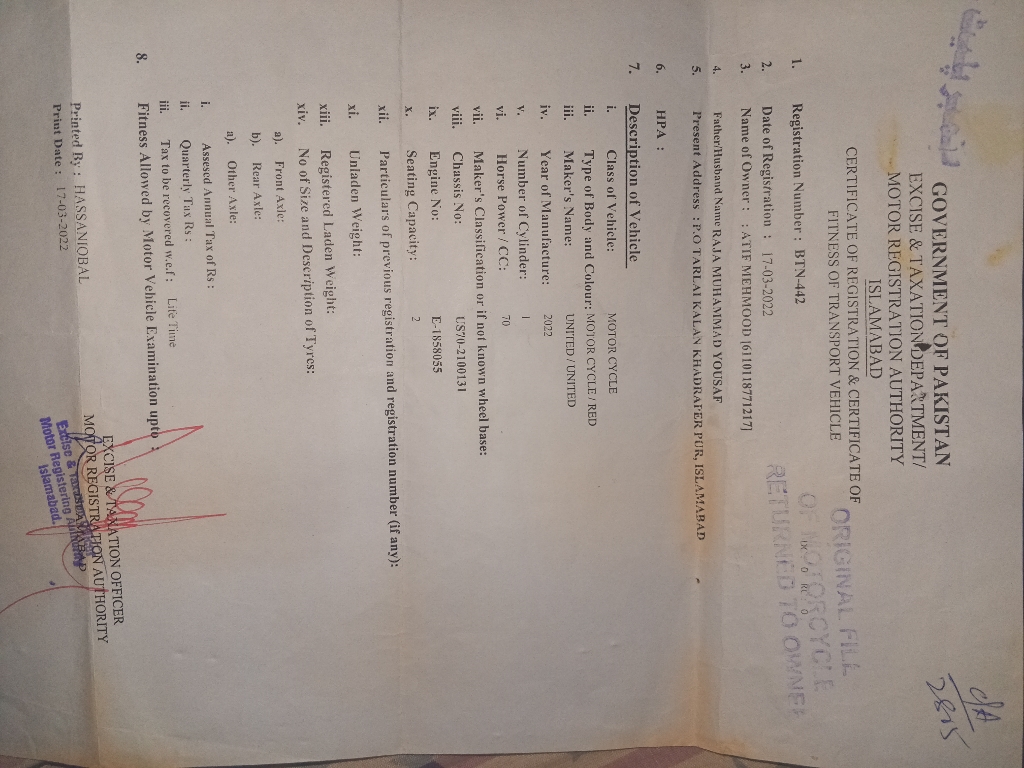 GOVERNMENT OF PAKISTAN
EXCISE & TAXATION DEPARTMENT/
MOTOR REGISTRATION AUTHORITY
ISLAMABAD
CERTIFICATE OF REGISTRATION & CERTIFICATE OF
FITNESS OF TRANSPORT VEHICLE
C/A
2815
ORIGINAL FILE
OF MOTORCYCLE
RETURNED TO OWNER
1. Registration Number : BTN-442
2. Date of Registration : 17-03-2022
3. Name of Owner : : ATIF MEHMOOD [6110118771217]
4. Father/Husband Name RAJA MUHAMMAD YOUSAF
5. Present Address : P.O TARLAI KALAN KHADRAPER PUR, ISLAMABAD
6. HPA :
7. Description of Vehicle
i. Class of Vehicle: MOTOR CYCLE
ii. Type of Body and Colour: MOTOR CYCLE / RED
iii. Maker's Name: UNITED / UNITED
iv. Year of Manufacture: 2022
v. Number of Cylinder: 1
vi. Horse Power / CC: 70
vii. Maker's Classification or if not known wheel base:
viii. Chassis No: US70-2100131
ix. Engine No: E-1858055
x. Seating Capacity: 2
xii. Particulars of previous registration and registration number (if any):
xi. Unladen Weight:
xiii. Registered Laden Weight:
xiv. No of Size and Description of Tyres:
a). Front Axle:
b). Rear Axle:
a). Other Axle:
i. Assesed Annual Tax of Rs :
ii. Quarterly Tax Rs :
iii. Tax to be recovered w.e.f : Life Time
8. Fitness Allowed by Motor Vehicle Examination upto :
EXCISE & TAXATION OFFICER
MOTOR REGISTRATION AUTHORITY
ISLAMABAD
Excise & Taxation
Motor Registering Authority
Islamabad.
Printed By : HASSANIQBAL
Print Date : 17-03-2022